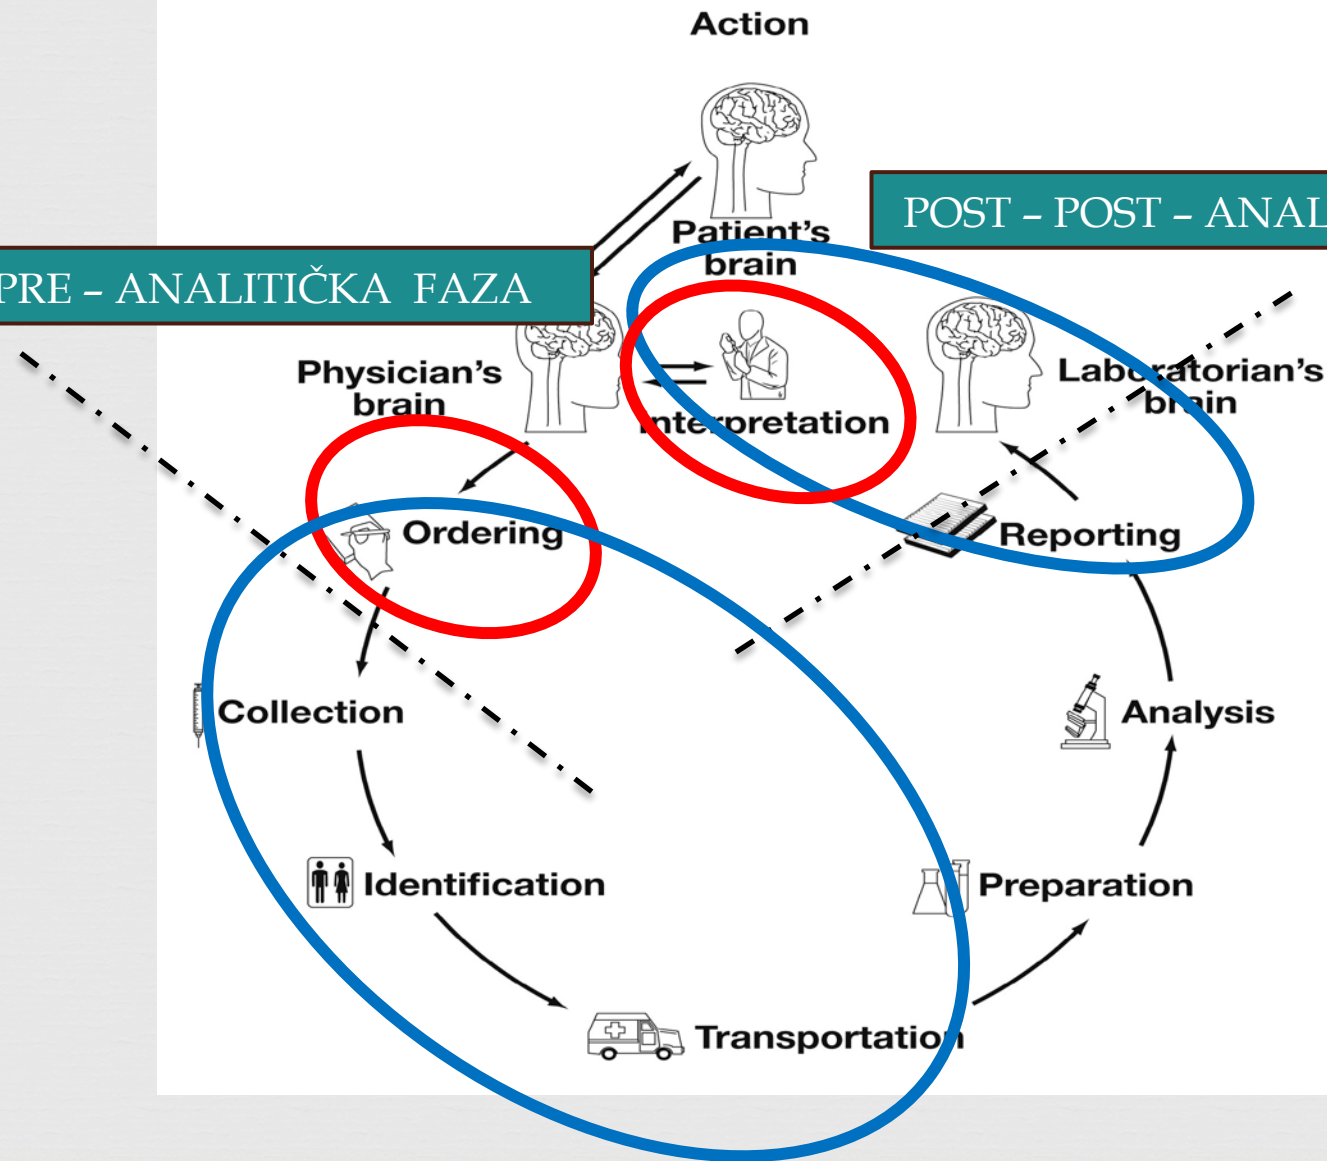 Action
Patient's
brain
POST – POST – ANAL
PRE – ANALITIČKA FAZA
Physician's
brain
Interpretation
Laboratorian's
brain
Ordering
Reporting
Collection
Analysis
Identification
Preparation
Transportation